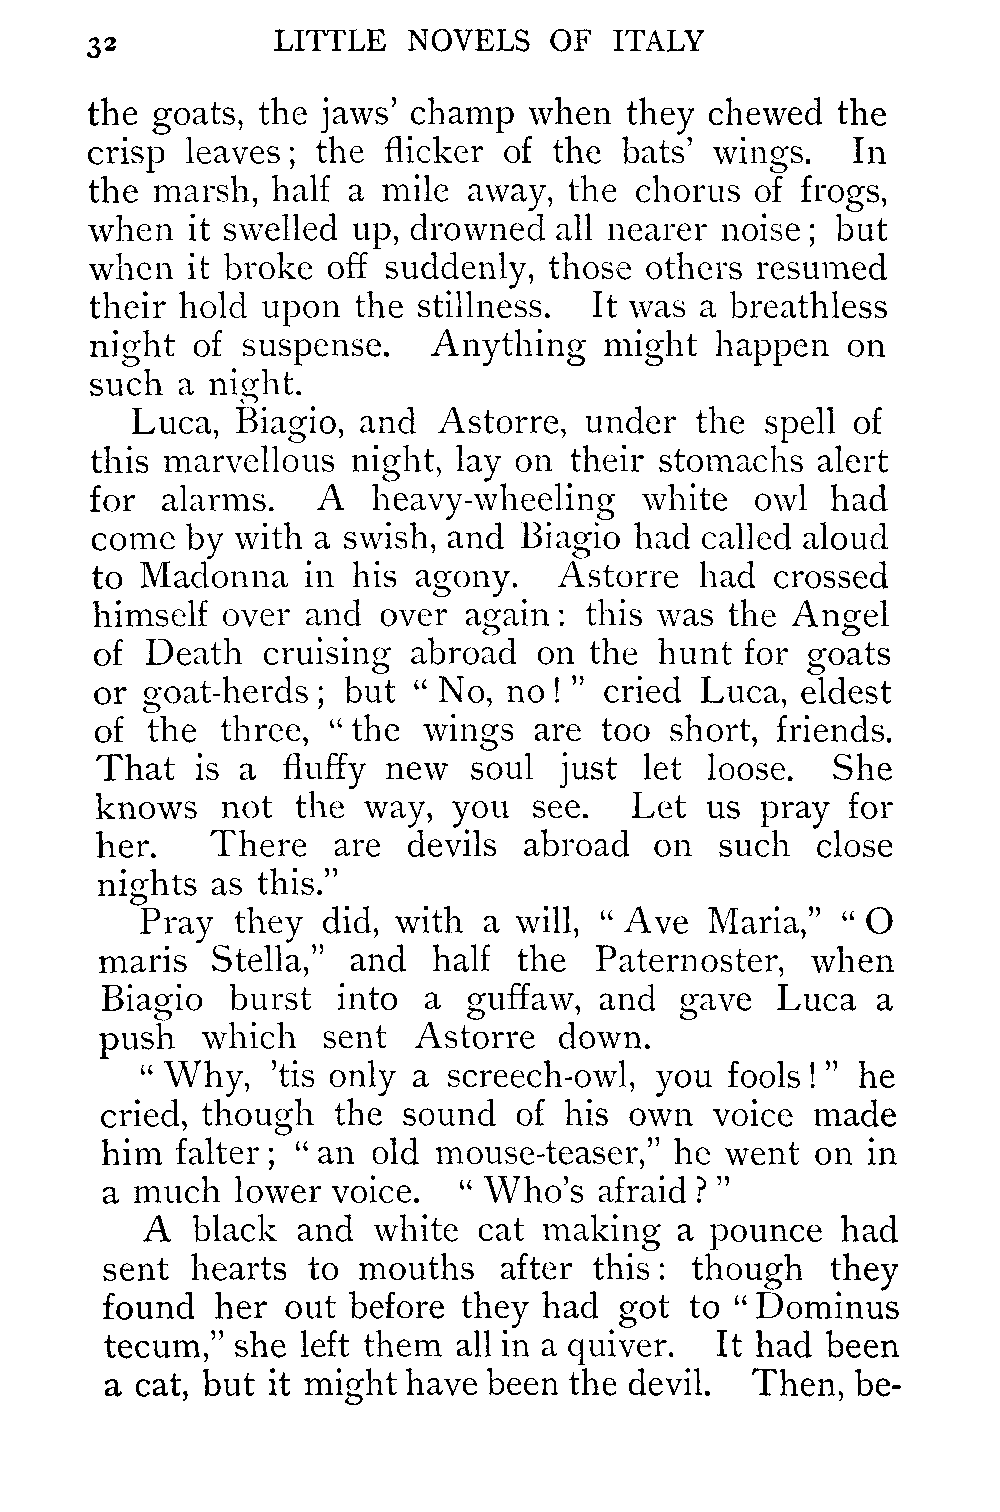 32 LITTLE NOVELS OF ITALY
the goats, the jaws’ champ when they chewed the
crisp leaves; the flicker of the bats’ wings. In
the marsh, half a mile away, the chorus of frogs,
when it swelled up, drowned all nearer noise; but
when it broke off suddenly, those others resumed
their hold upon the stillness. It was a breathless
night of suspense. Anything might happen on
such a night.
Luca, Biagio, and Astorre, under the spell of
this marvellous night, lay on their stomachs alert
for alarms. A heavy-wheeling white owl had
come by with a swish, and Biagio had called aloud
to Madonna in his agony. Astorre had crossed
himself over and over again: this was the Angel
of Death cruising abroad on the hunt for goats
or goat-herds; but “No, no!” cried Luca, eldest
of the three, “the wings are too short, friends.
That is a fluffy new soul just let loose. She
knows not the way, you see. Let us pray for
her. There are devils abroad on such close
nights as this.”
Pray they did, with a will, “Ave Maria,” “O
maris Stella,” and half the Paternoster, when
Biagio burst into a guffaw, and gave Luca a
push which sent Astorre down.
“Why, ’tis only a screech-owl, you fools!” he
cried, though the sound of his own voice made
him falter; “an old mouse-teaser,” he went on in
a much lower voice. “Who’s afraid?”
A black and white cat making a pounce had
sent hearts to mouths after this: though they
found her out before they had got to “Dominus
tecum,” she left them all in a quiver. It had been
a cat, but it might have been the devil. Then, be-